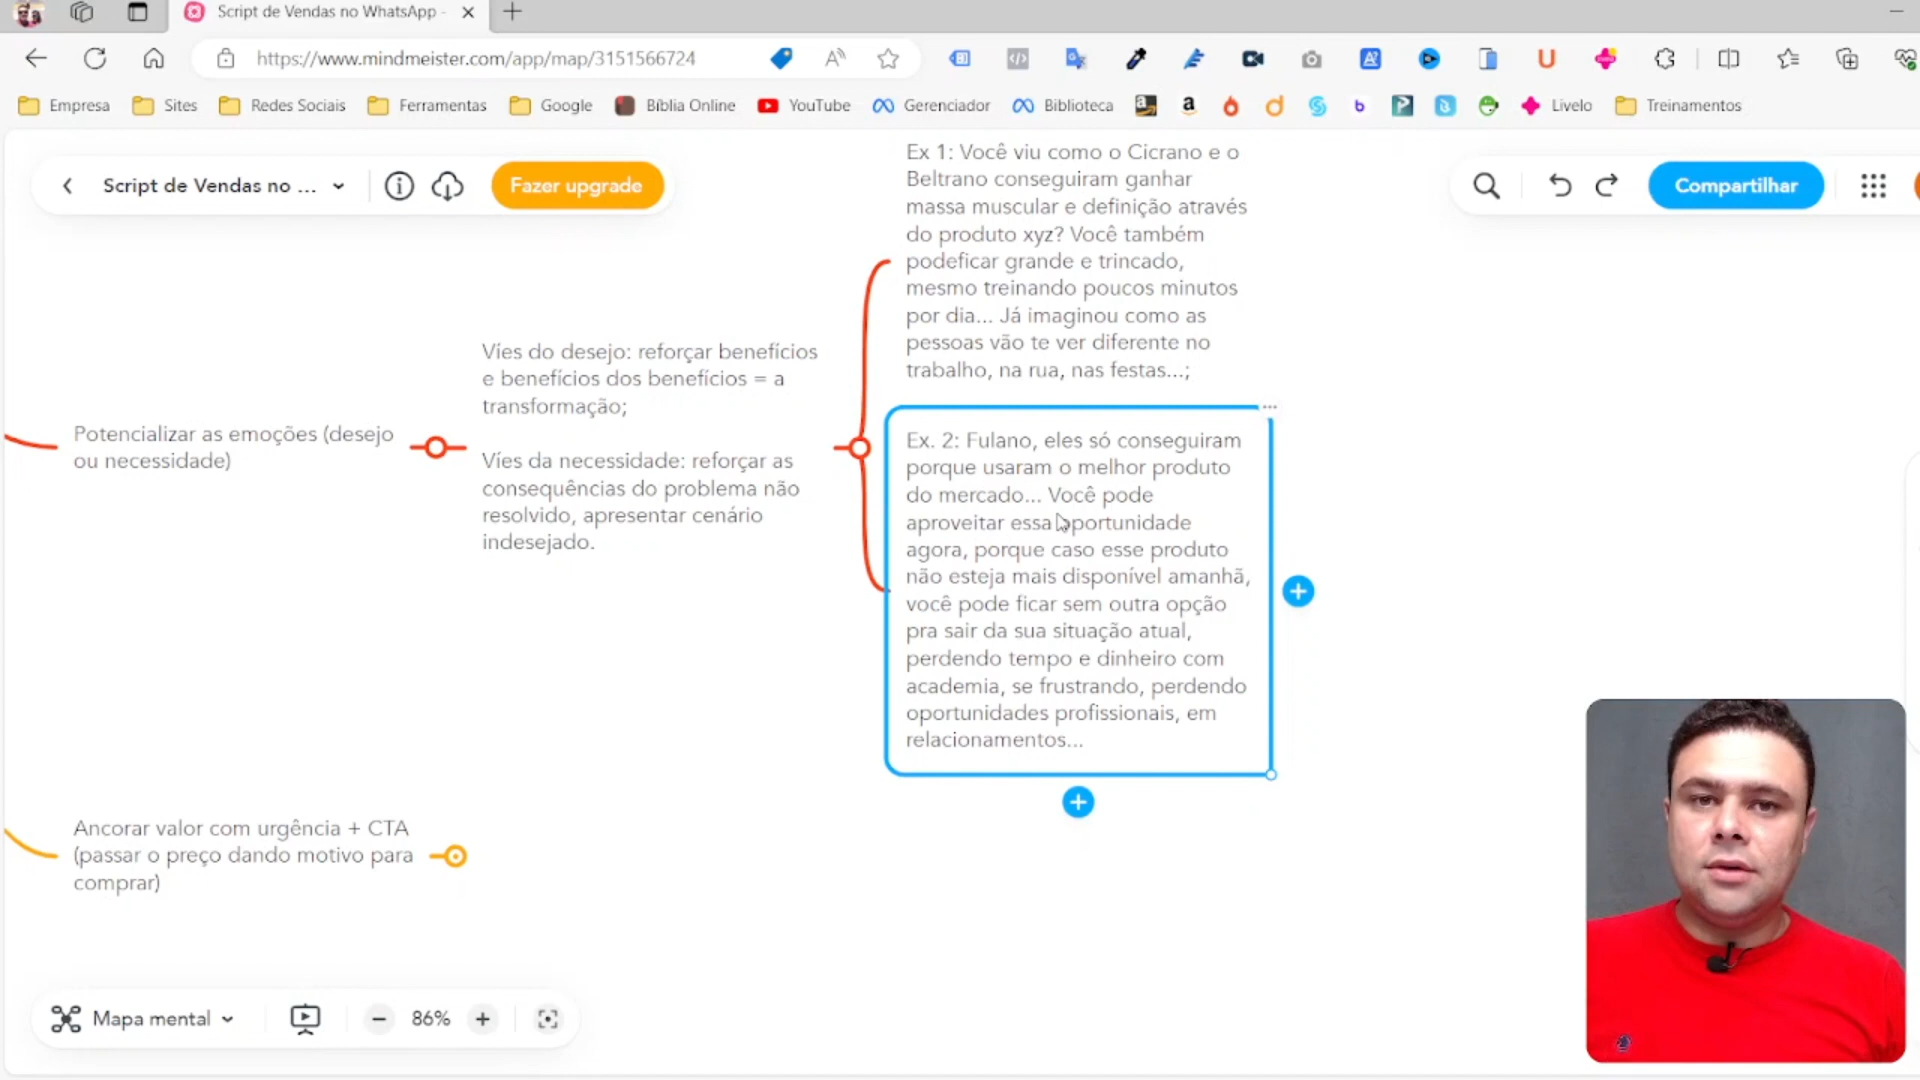 Script de Vendas no WhatsApp -
https://www.mindmeister.com/app/map/3151566724
Empresa
Sites
Redes Sociais
Ferramentas
Google
Bíblia Online
YouTube
Gerenciador
Biblioteca
Livelo
Treinamentos
Script de Vendas no ...
Fazer upgrade
Compartilhar
Ex 1: Você viu como o Cicrano e o
Beltrano conseguiram ganhar
massa muscular e definição através
do produto xyz? Você também
podeficar grande e trincado,
mesmo treinando poucos minutos
por dia... Já imaginou como as
pessoas vão te ver diferente no
trabalho, na rua, nas festas...;
Potencializar as emoções (desejo
ou necessidade)
Víes do desejo: reforçar benefícios
e benefícios dos benefícios = a
transformação;
Víes da necessidade: reforçar as
consequências do problema não
resolvido, apresentar cenário
indesejado.
Ex. 2: Fulano, eles só conseguiram
porque usaram o melhor produto
do mercado... Você pode
aproveitar essa oportunidade
agora, porque caso esse produto
não esteja mais disponível amanhã,
você pode ficar sem outra opção
pra sair da sua situação atual,
perdendo tempo e dinheiro com
academia, se frustrando, perdendo
oportunidades profissionais, em
relacionamentos...
Ancorar valor com urgência + CTA
(passar o preço dando motivo para
comprar)
Mapa mental
86%